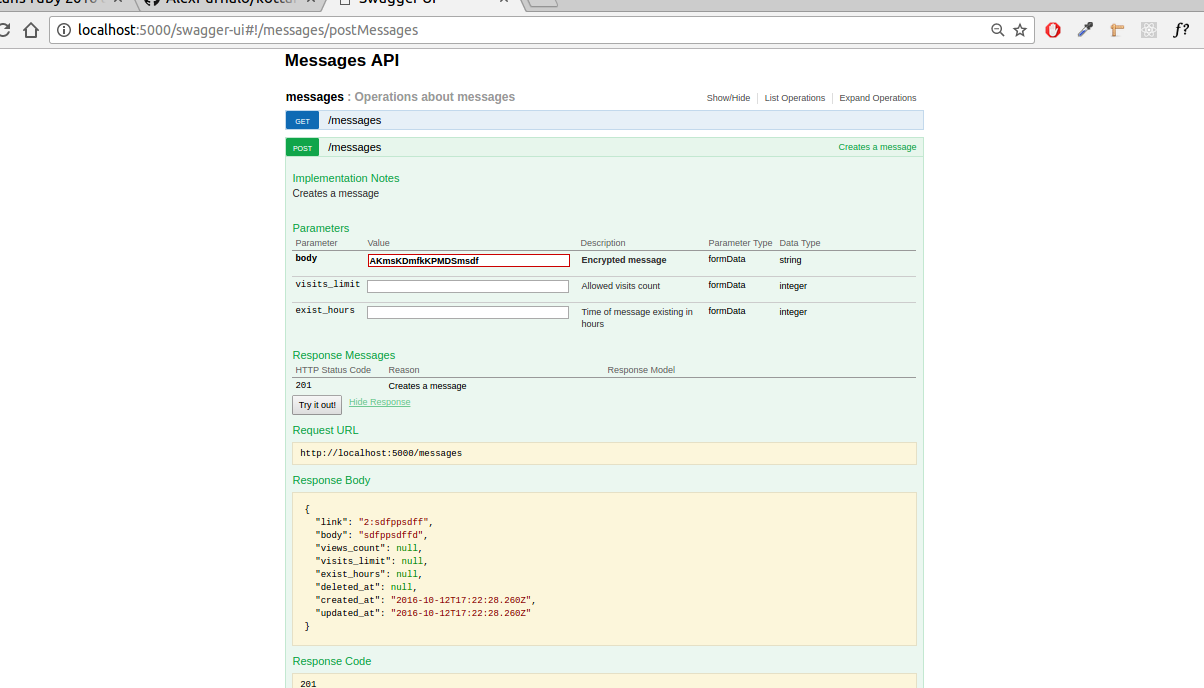 Swagger UI
localhost:5000/swagger-ui#!/messages/postMessages
f?
Messages API
messages : Operations about messages
Show/Hide
List Operations
Expand Operations
GET /messages
POST /messages
Creates a message
Implementation Notes
Creates a message
Parameters
Parameter Value Description Parameter Type Data Type
body AKmsKDmfkKPMDSmsdf Encrypted message formData string
visits_limit Allowed visits count formData integer
exist_hours Time of message existing in formData integer
hours
Response Messages
HTTP Status Code Reason Response Model
201 Creates a message
Try it out! Hide Response
Request URL
http://localhost:5000/messages
Response Body
{
"link": "2:sdfppsdff",
"body": "sdfppsdffd",
"views_count": null,
"visits_limit": null,
"exist_hours": null,
"deleted_at": null,
"created_at": "2016-10-12T17:22:28.260Z",
"updated_at": "2016-10-12T17:22:28.260Z"
}
Response Code
201